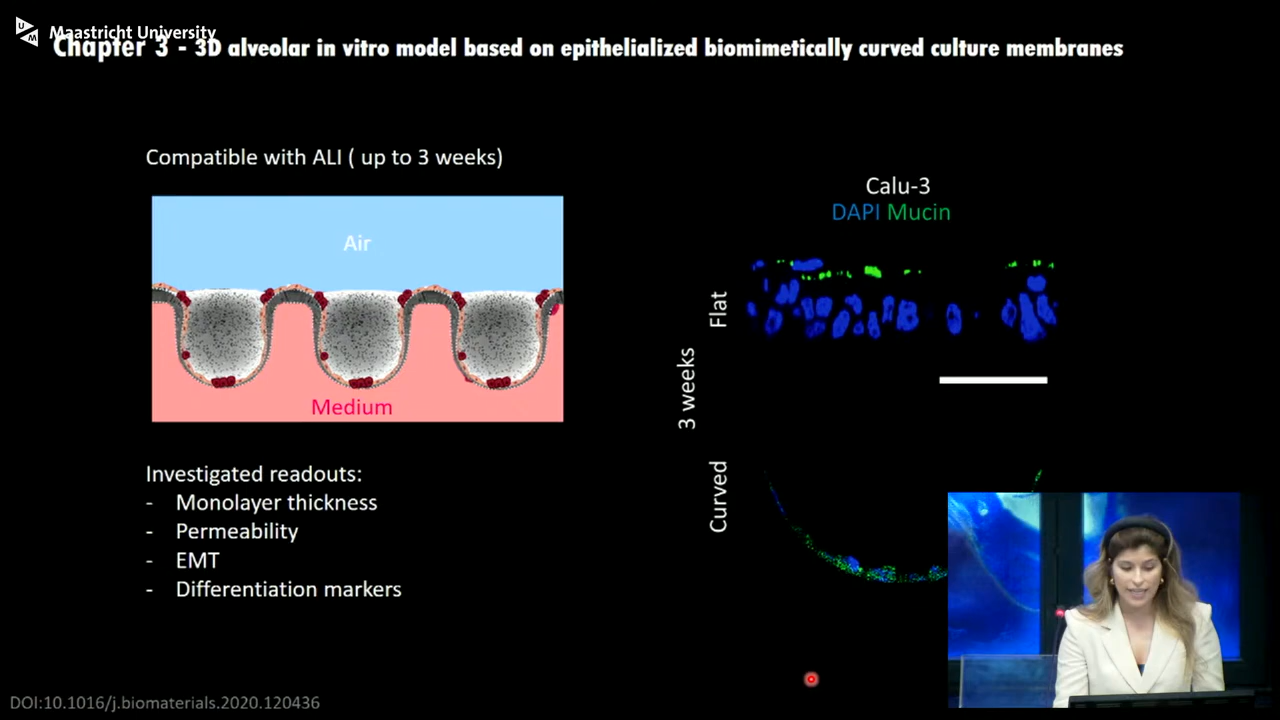 UM Maastricht University
Chapter 3 - 3D alveolar in vitro model based on epithelialized biomimetically curved culture membranes
Compatible with ALI ( up to 3 weeks)
Air
Medium
Investigated readouts:
- Monolayer thickness
- Permeability
- EMT
- Differentiation markers
Calu-3
DAPI Mucin
3 weeks
Flat
Curved
DOI:10.1016/j.biomaterials.2020.120436